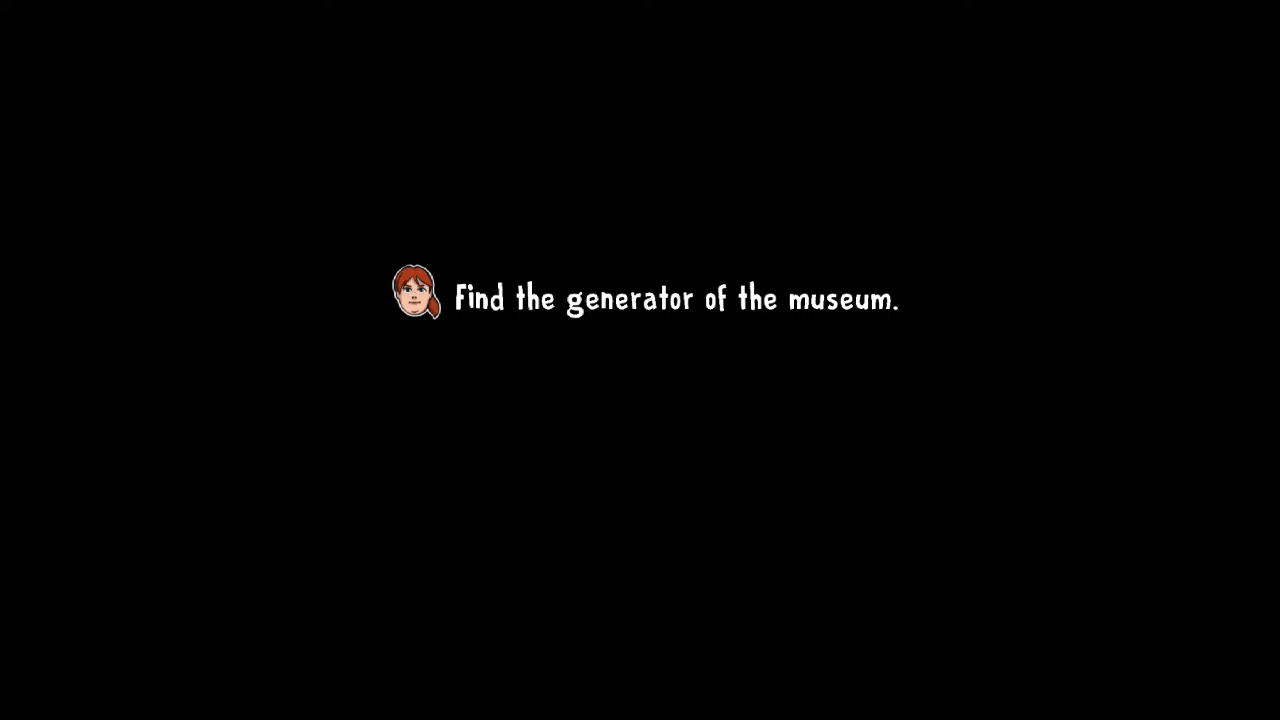 Find the generator of the museum.